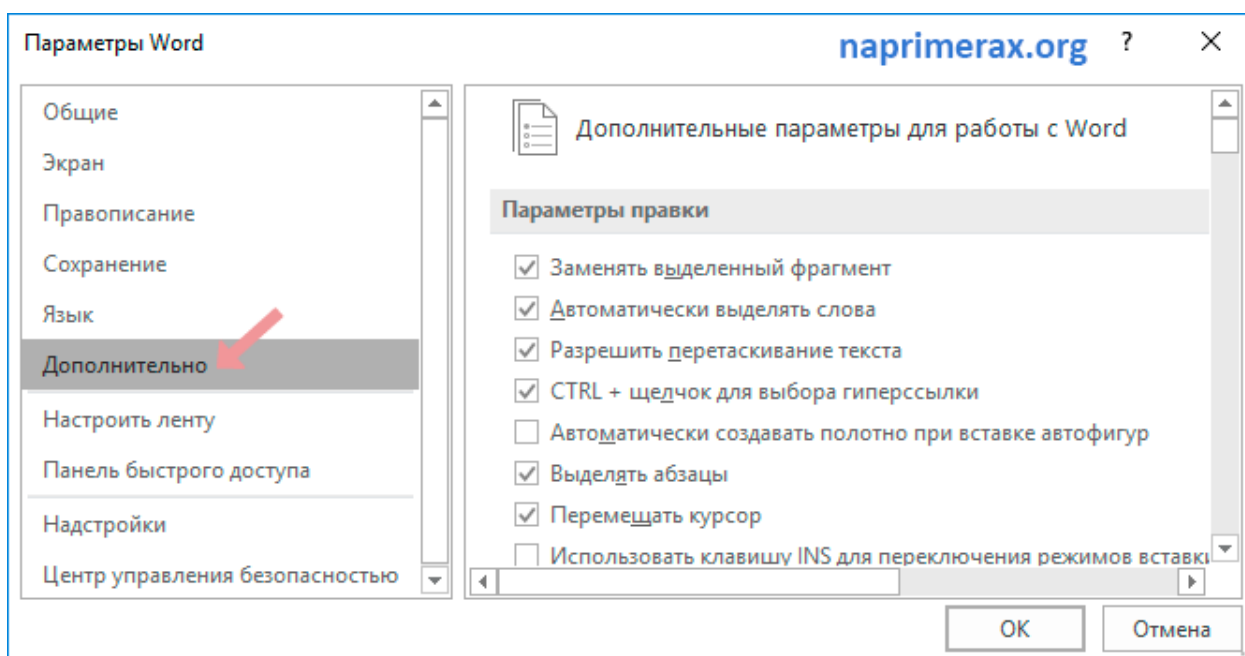 Параметры Word
naprimerax.org
?
Общие
Экран
Правописание
Сохранение
Язык
Дополнительно
Настроить ленту
Панель быстрого доступа
Надстройки
Центр управления безопасностью
Дополнительные параметры для работы с Word
Параметры правки
Заменять выделенный фрагмент
Автоматически выделять слова
Разрешить перетаскивание текста
CTRL + щелчок для выбора гиперссылки
Автоматически создавать полотно при вставке автофигур
Выделять абзацы
Перемещать курсор
Использовать клавишу INS для переключения режимов
OK
Отмена